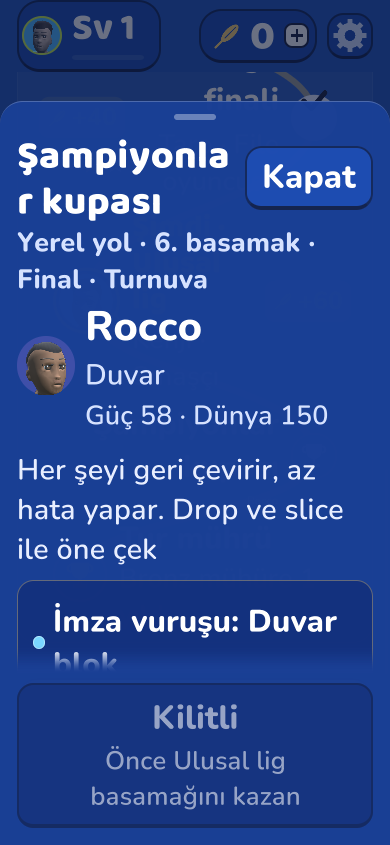 Sv 1
0
finali
Şampiyonla
r kupası
Kapat
Yerel yol · 6. basamak ·
Final · Turnuva
Rocco
Duvar
Güç 58 · Dünya 150
Her şeyi geri çevirir, az
hata yapar. Drop ve slice
ile öne çek
İmza vuruşu: Duvar
blok
Kilitli
Önce Ulusal lig
basamağını kazan